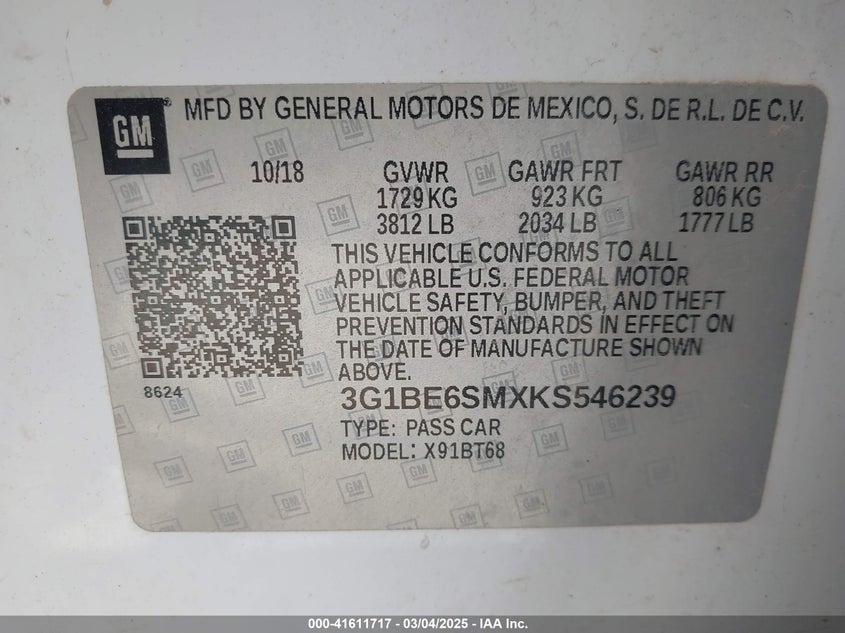 GM
MFD BY GENERAL MOTORS DE MEXICO, S. DE R.L. DE C.V.
10/18 GVWR GAWR FRT GAWR RR
1729 KG 923 KG 806 KG
3812 LB 2034 LB 1777 LB
THIS VEHICLE CONFORMS TO ALL
APPLICABLE U.S. FEDERAL MOTOR
VEHICLE SAFETY, BUMPER, AND THEFT
PREVENTION STANDARDS IN EFFECT ON
THE DATE OF MANUFACTURE SHOWN
ABOVE.
8624
3G1BE6SMXKS546239
TYPE: PASS CAR
MODEL: X91BT68
000-41611717 - 03/04/2025 - IAA Inc.